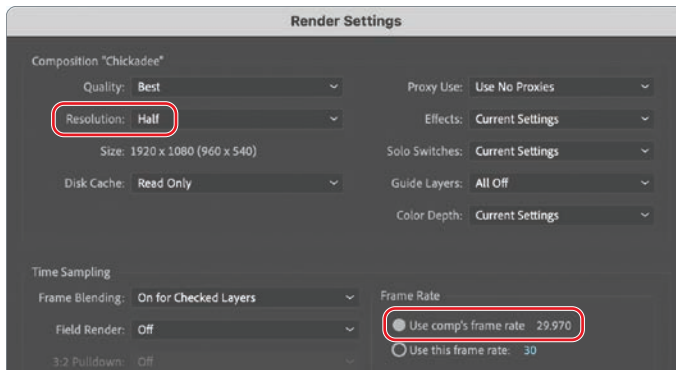 Render Settings
Composition "Chickadee"
Quality: Best
Proxy Use: Use No Proxies
Resolution: Half
Effects: Current Settings
Size: 1920 x 1080 (960 x 540)
Solo Switches: Current Settings
Disk Cache: Read Only
Guide Layers: All Off
Color Depth: Current Settings
Time Sampling
Frame Blending: On for Checked Layers
Frame Rate
Field Render: Off
Use comp's frame rate 29.970
3:2 Pulldown: Off
Use this frame rate: 30